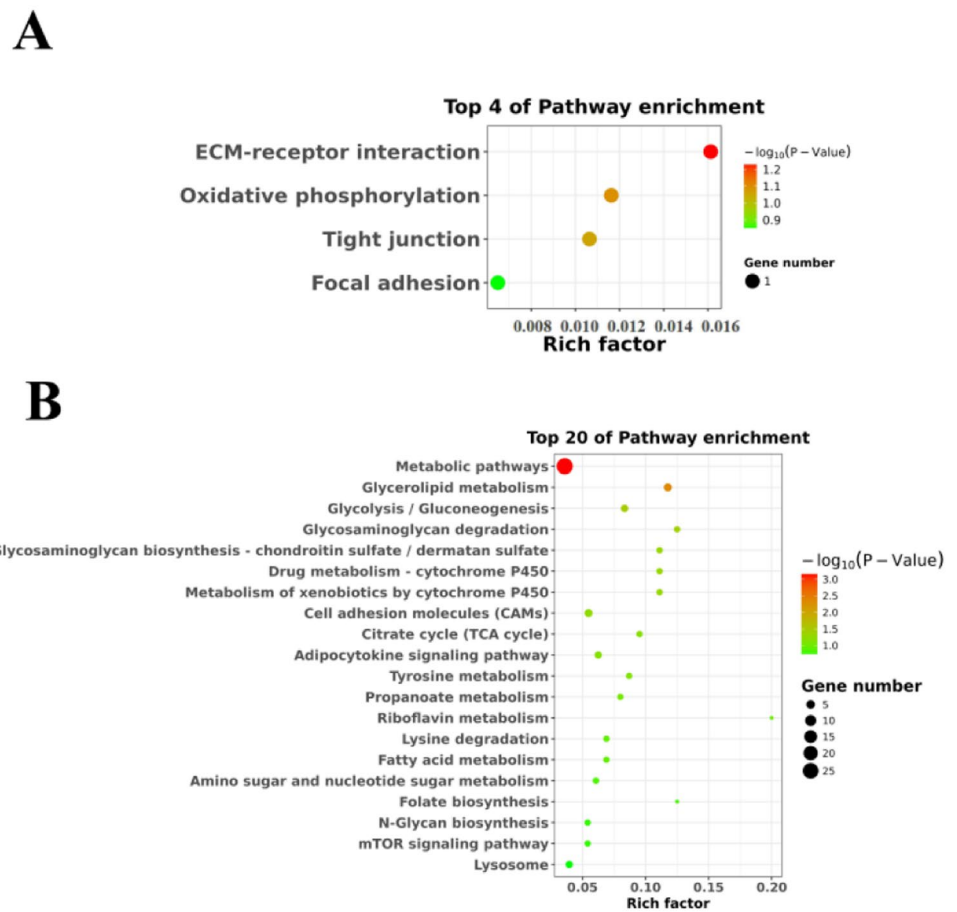 A
Top 4 of Pathway enrichment
ECM-receptor interaction
Oxidative phosphorylation
Tight junction
Focal adhesion
0.008 0.010 0.012 0.014 0.016
Rich factor
−log10(P−Value)
1.2
1.1
1.0
0.9
Gene number
1
B
Top 20 of Pathway enrichment
Metabolic pathways
Glycerolipid metabolism
Glycolysis / Gluconeogenesis
Glycosaminoglycan degradation
Glycosaminoglycan biosynthesis - chondroitin sulfate / dermatan sulfate
Drug metabolism - cytochrome P450
Metabolism of xenobiotics by cytochrome P450
Cell adhesion molecules (CAMs)
Citrate cycle (TCA cycle)
Adipocytokine signaling pathway
Tyrosine metabolism
Propanoate metabolism
Riboflavin metabolism
Lysine degradation
Fatty acid metabolism
Amino sugar and nucleotide sugar metabolism
Folate biosynthesis
N-Glycan biosynthesis
mTOR signaling pathway
Lysosome
0.05 0.10 0.15 0.20
Rich factor
−log10(P−Value)
3.0
2.5
2.0
1.5
1.0
Gene number
5
10
15
20
25